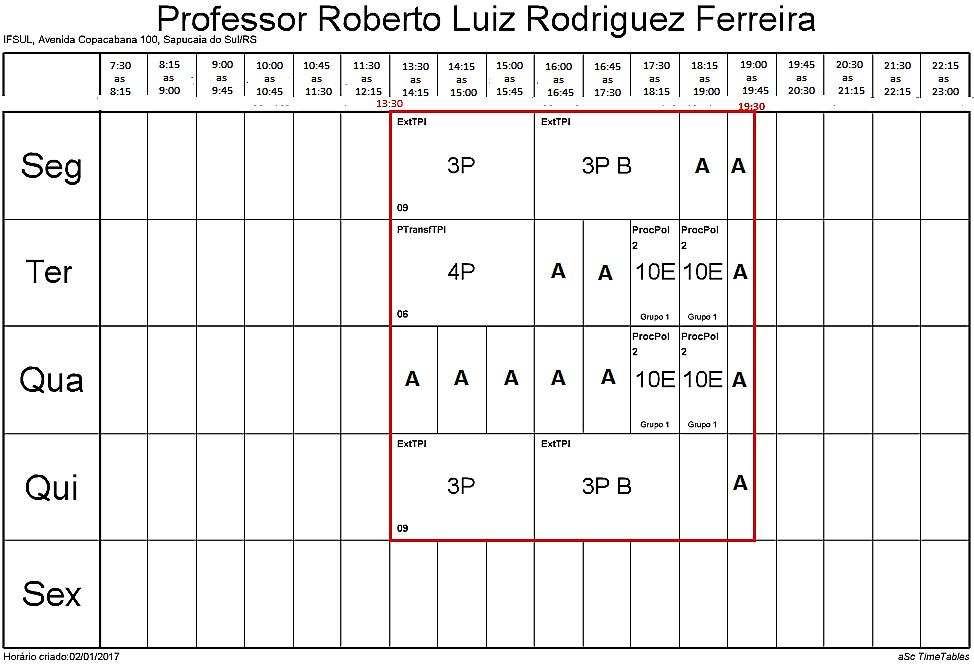 Professor Roberto Luiz Rodriguez Ferreira
IFSUL, Avenida Copacabana 100, Sapucaia do Sul/RS
7:30 as 8:15 8:15 as 9:00 9:00 as 9:45 10:00 as 10:45 10:45 as 11:30 11:30 as 12:15 13:30 as 14:15 14:15 as 15:00 15:00 as 15:45 16:00 as 16:45 16:45 as 17:30 17:30 as 18:15 18:15 as 19:00 19:00 as 19:45 19:45 as 20:30 20:30 as 21:15 21:30 as 22:15 22:15 as 23:00
13:30 19:30
ExtTPI ExtTPI
Seg 3P 3P B A A
09
PTransfTPI ProcPol 2 ProcPol 2
Ter 4P A A 10E 10E A
06 Grupo 1 Grupo 1
ProcPol 2 ProcPol 2
Qua A A A A A 10E 10E A
Grupo 1 Grupo 1
ExtTPI ExtTPI
Qui 3P 3P B A
09
Sex
Horário criado:02/01/2017 aSc TimeTables